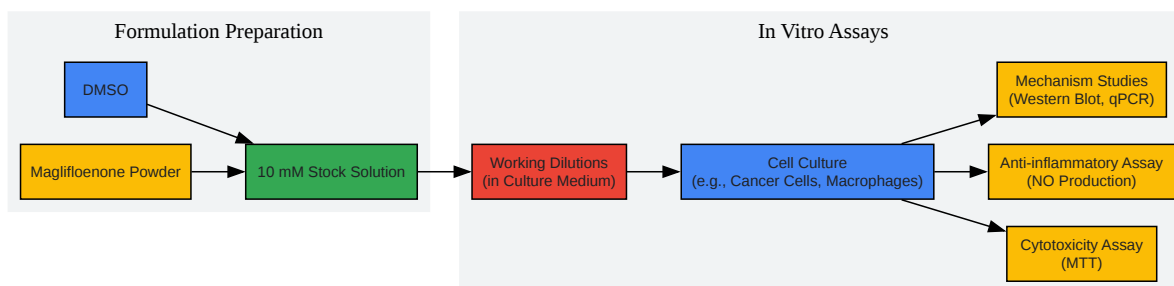 Formulation Preparation
DMSO
Maglifloenone Powder
10 mM Stock Solution
In Vitro Assays
Working Dilutions
(in Culture Medium)
Cell Culture
(e.g., Cancer Cells, Macrophages)
Mechanism Studies
(Western Blot, qPCR)
Anti-inflammatory Assay
(NO Production)
Cytotoxicity Assay
(MTT)